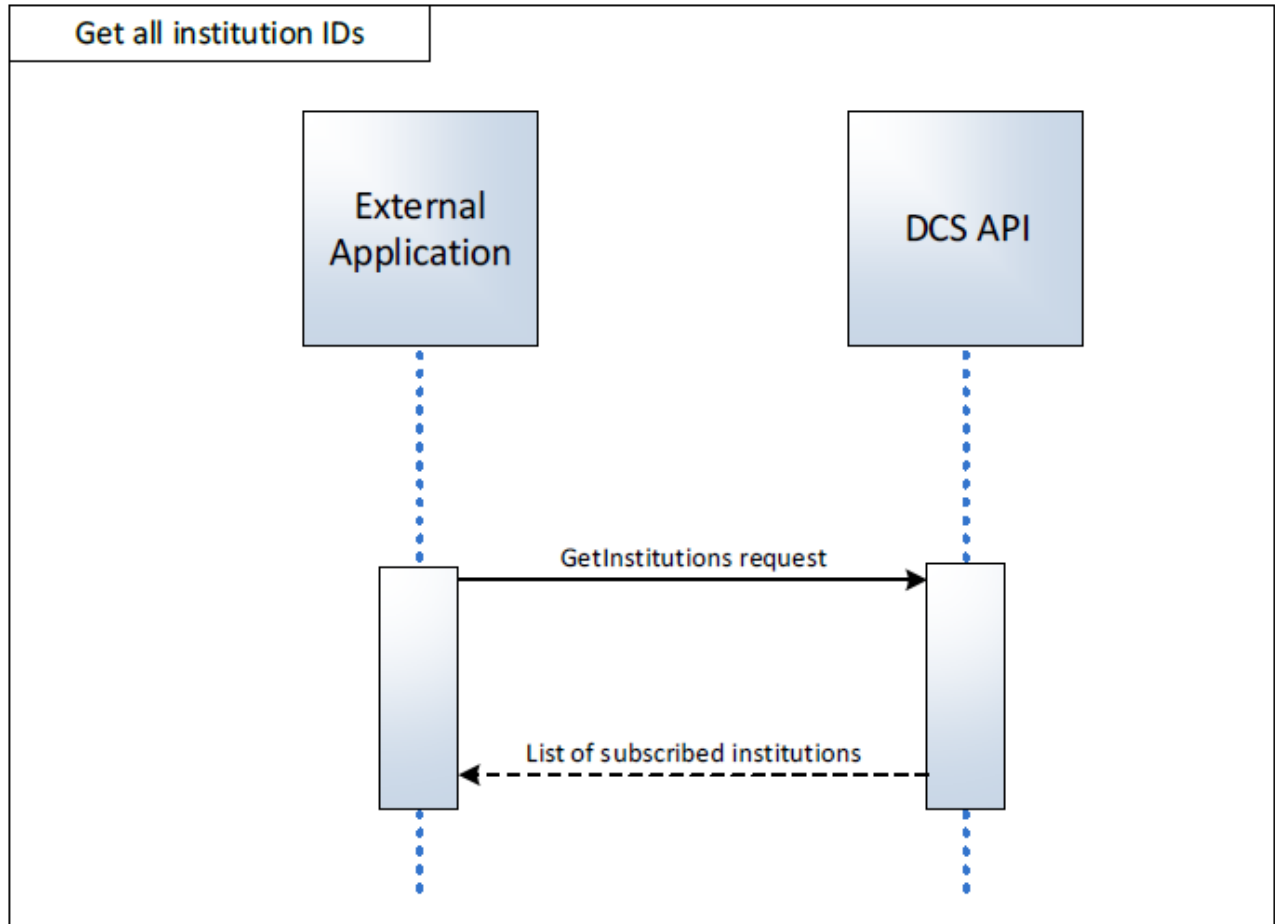 Get all institution IDs
External
Application
DCS API
GetInstitutions request
List of subscribed institutions